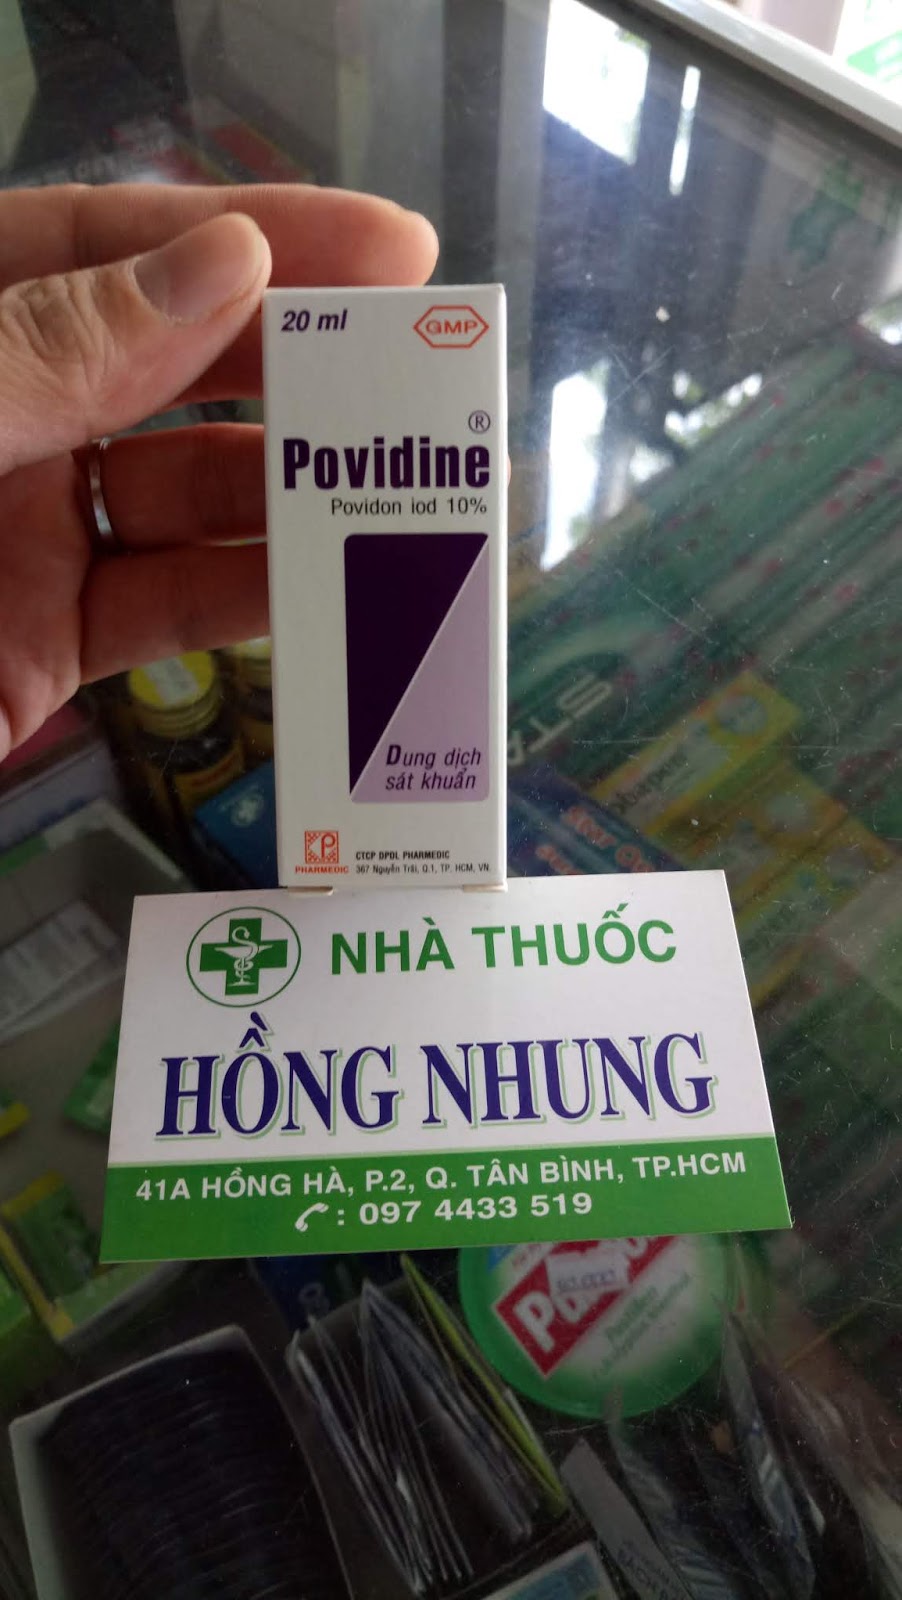 20 ml
GMP
Povidine®
Povidon iod 10%
Dung dịch
sát khuẩn
PHARMEDIC
CTCP DPDL PHARMEDIC
367 Nguyễn Trãi, Q.1, TP. HCM, VN.
NHÀ THUỐC
HỒNG NHUNG
41A HỒNG HÀ, P.2, Q. TÂN BÌNH, TP.HCM
: 097 4433 519